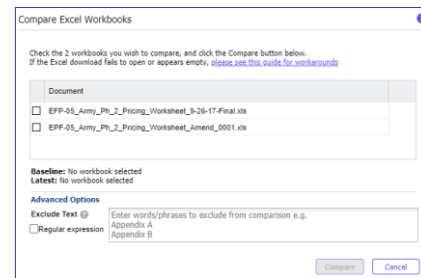 Compare Excel Workbooks
Check the 2 workbooks you wish to compare, and click the Compare button below.
If the Excel download fails to open or appears empty, please see this guide for workarounds
Document
EFP-05_Army_Ph_2_Pricing_Worksheet_9-26-17-Final.xls
EPF-05_Army_Ph_2_Pricing_Worksheet_Amend_0001.xls
Baseline: No workbook selected
Latest: No workbook selected
Advanced Options
Exclude Text
Enter words/phrases to exclude from comparison e.g.
Appendix A
Appendix B
Regular expression
Compare Cancel